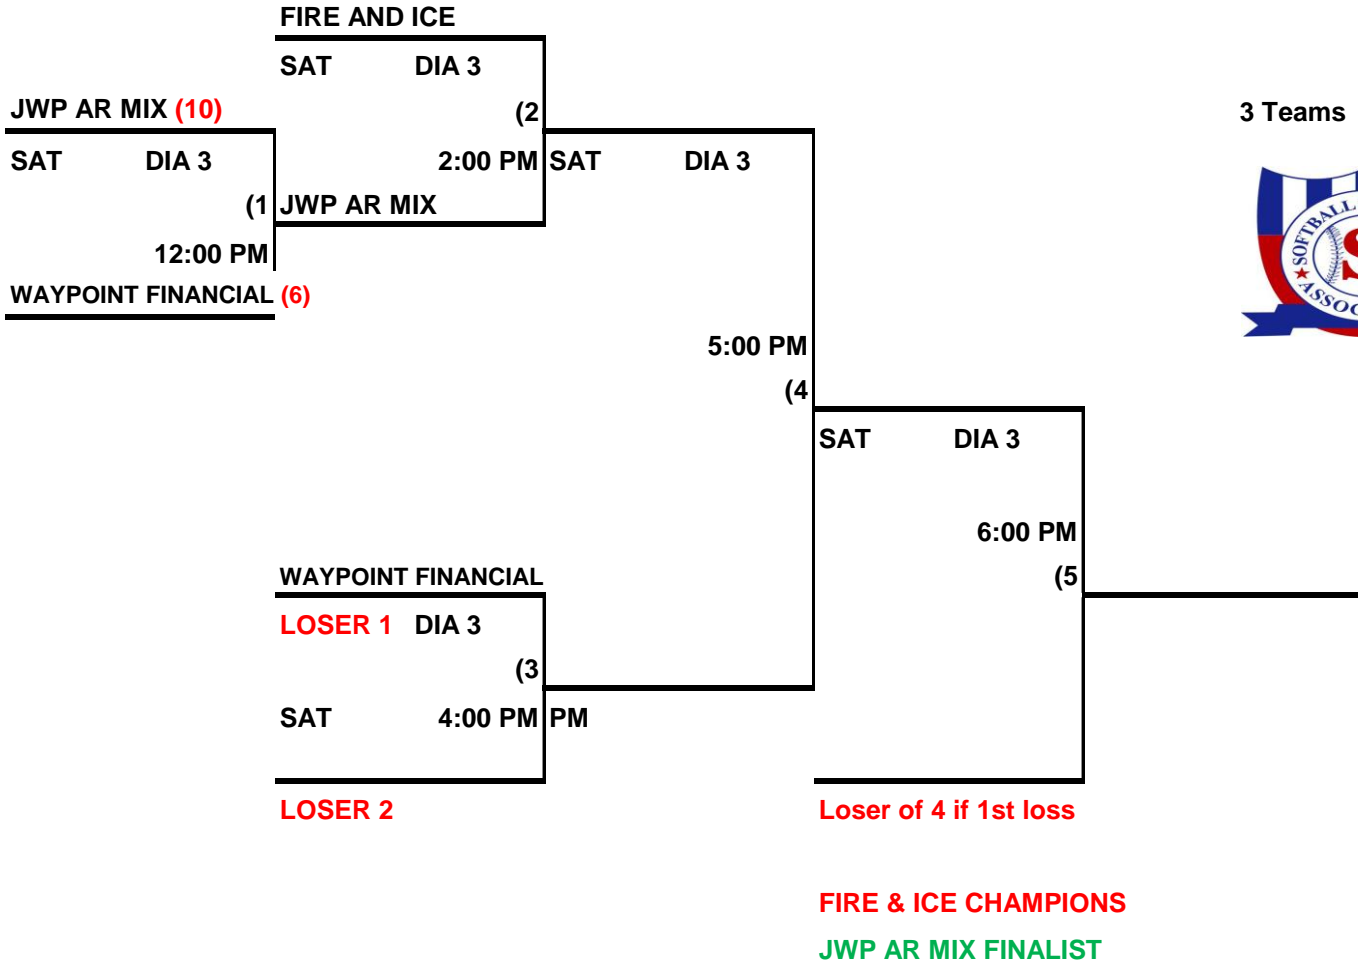 FIRE AND ICE
SAT DIA 3
JWP AR MIX (10)
(2
3 Teams
SAT DIA 3
2:00 PM SAT DIA 3
(1 JWP AR MIX
12:00 PM
WAYPOINT FINANCIAL (6)
SOFTBALL
5:00 PM
(4
SAT DIA 3
6:00 PM
WAYPOINT FINANCIAL
(5
LOSER 1 DIA 3
(3
SAT 4:00 PM PM
LOSER 2
Loser of 4 if 1st loss
FIRE & ICE CHAMPIONS
JWP AR MIX FINALIST